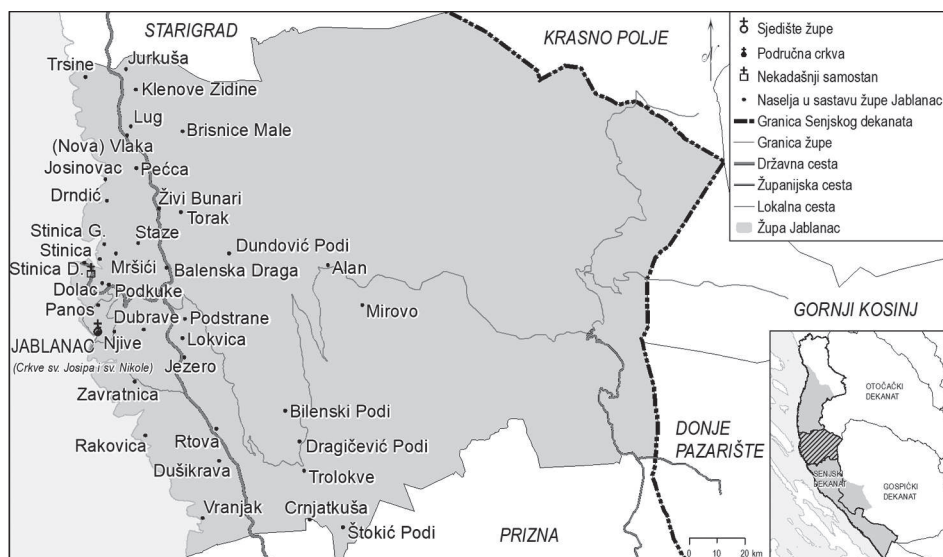 STARIGRAD
KRASNO POLJE
Trsine
Jurkuša
Klenove Zidine
Lug
Brisnice Male
(Nova) Vlaka
Josinovac
Pećca
Drndić
Živi Bunari
Torak
Stinica G.
Staze
Stinica
Dundović Podi
Stinica D.
Mršići
Balenska Draga
Alan
Dolac
Podkuke
Panos
Mirovo
Dubrave
Podstrane
JABLANAC
Njive
Lokvica
(Crkve sv. Josipa i sv. Nikole)
Jezero
Zavratnica
Bilenski Podi
Rakovica
Rtova
Dragičević Podi
Dušikrava
Trolokve
Vranjak
Crnjatkuša
Štokić Podi
PRIZNA
DONJE
PAZARIŠTE
GORNJI KOSINJ
N
Sjedište župe
Područna crkva
Nekadašnji samostan
Naselja u sastavu župe Jablanac
Granica Senjskog dekanata
Granica župe
Državna cesta
Županijska cesta
Lokalna cesta
Župa Jablanac
OTOČAČKI
DEKANAT
SENJSKI
DEKANAT
GOSPIĆKI
DEKANAT
0 10 20 km